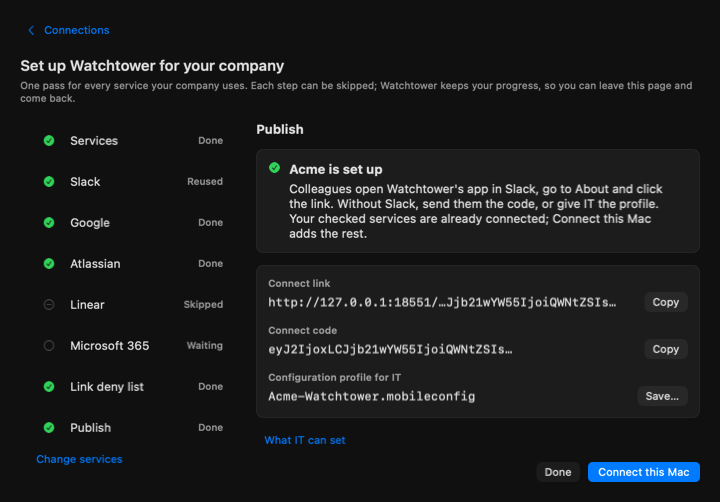 Connections
Set up Watchtower for your company
One pass for every service your company uses. Each step can be skipped; Watchtower keeps your progress, so you can leave this page and
come back.
Services Done
Slack Reused
Google Done
Atlassian Done
Linear Skipped
Microsoft 365 Waiting
Link deny list Done
Publish Done
Change services
Publish
Acme is set up
Colleagues open Watchtower's app in Slack, go to About and click
the link. Without Slack, send them the code, or give IT the profile.
Your checked services are already connected; Connect this Mac
adds the rest.
Connect link
http://127.0.0.1:18551/…Jjb21wYW55IjoiQWNtZSIs… Copy
Connect code
eyJ2IjoxLCJjb21wYW55IjoiQWNtZSIs… Copy
Configuration profile for IT
Acme-Watchtower.mobileconfig Save…
What IT can set
Done Connect this Mac